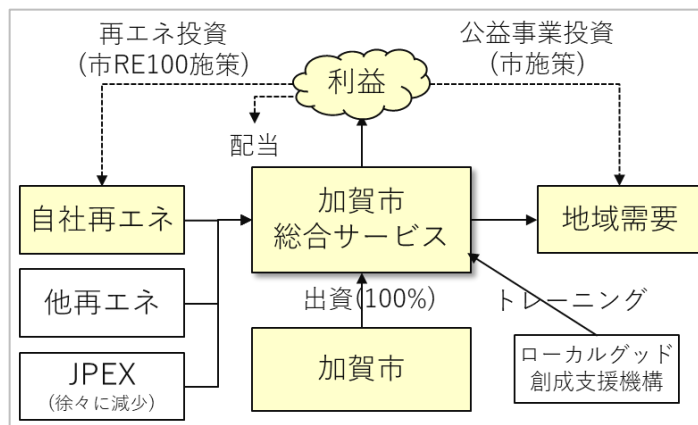 再エネ投資
(市RE100施策)
公益事業投資
(市施策)
利益
配当
自社再エネ
加賀市
総合サービス
地域需要
他再エネ
出資(100%)
トレーニング
JPEX
(徐々に減少)
加賀市
ローカルグッド
創成支援機構